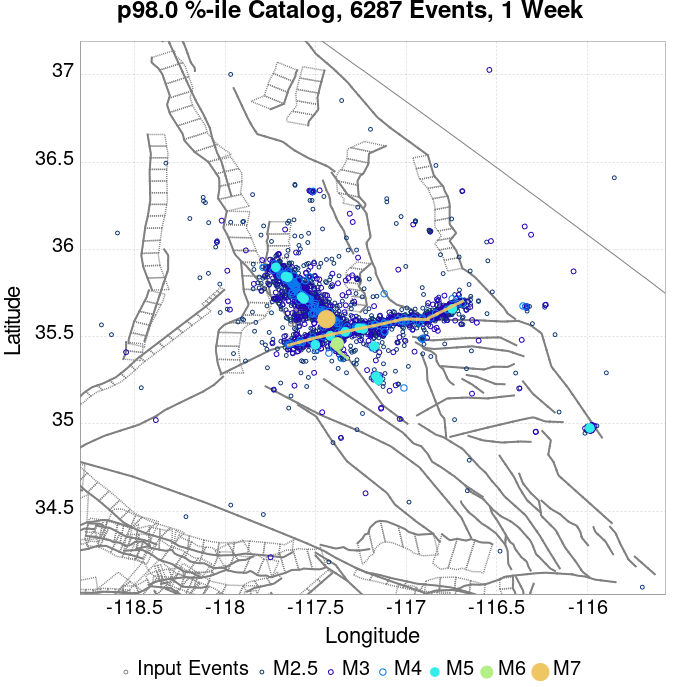 p98.0 %-ile Catalog, 6287 Events, 1 Week
37
36.5
36
35.5
35
34.5
Latitude
-118.5 -118 -117.5 -117 -116.5 -116
Longitude
Input Events M2.5 M3 M4 M5 M6 M7